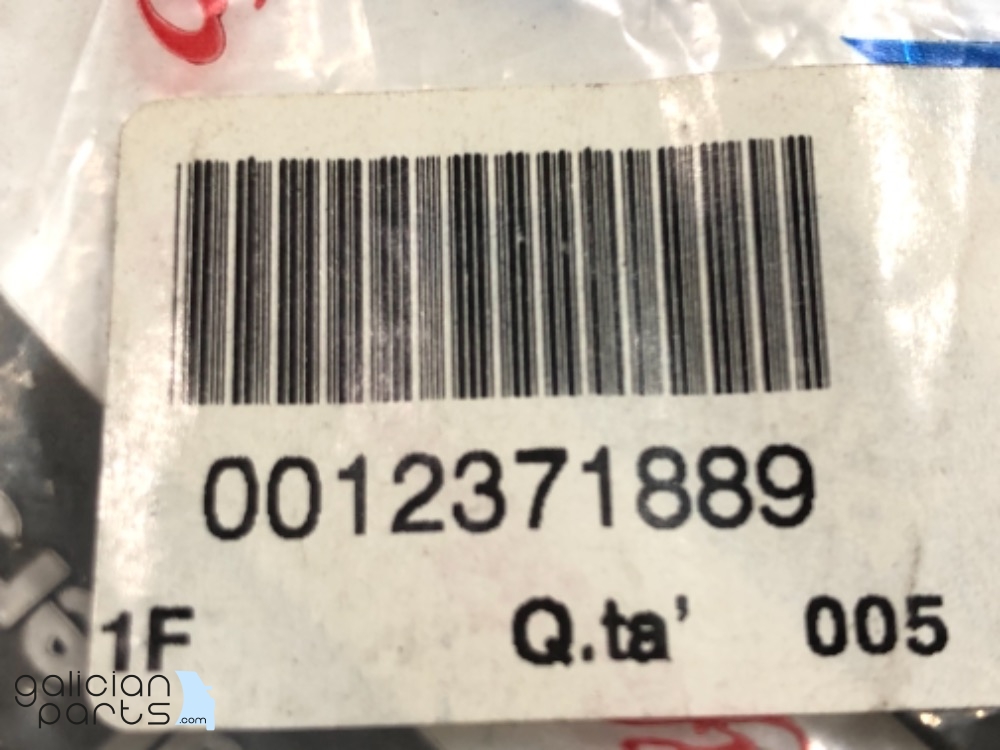 0012371889
1F Q.ta' 005
galician
parts.com